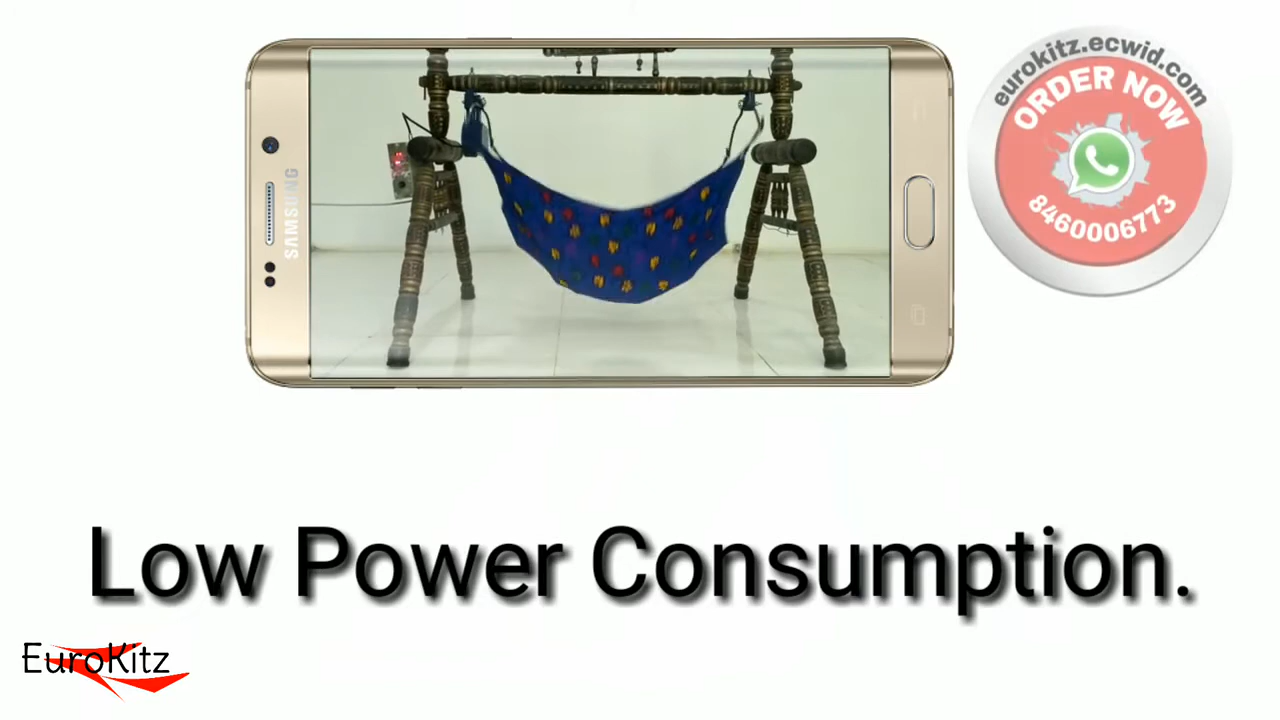 eurokitz.ecwid.com
ORDER NOW
8460006773
SAMSUNG
Low Power Consumption.
EuroKitz